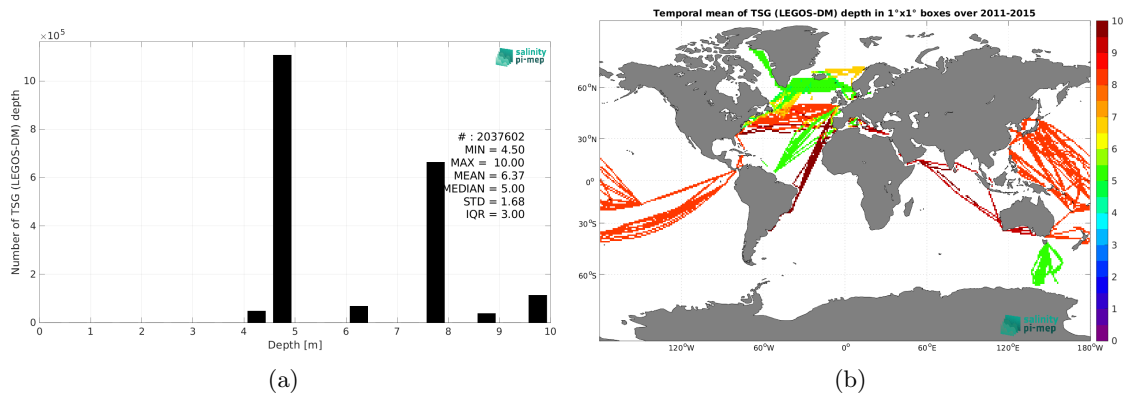 ×10⁵
10
8
6
4
2
0
Number of TSG (LEGOS-DM) depth
salinity
pi-mep
# : 2037602
MIN = 4.50
MAX = 10.00
MEAN = 6.37
MEDIAN = 5.00
STD = 1.68
IQR = 3.00
0 1 2 3 4 5 6 7 8 9 10
Depth [m]
(a)
Temporal mean of TSG (LEGOS-DM) depth in 1°x1° boxes over 2011-2015
60°N
30°N
0°
30°S
60°S
120°W 60°W 0° 60°E 120°E 180°W
salinity
pi-mep
10
9
8
7
6
5
4
3
2
1
0
(b)